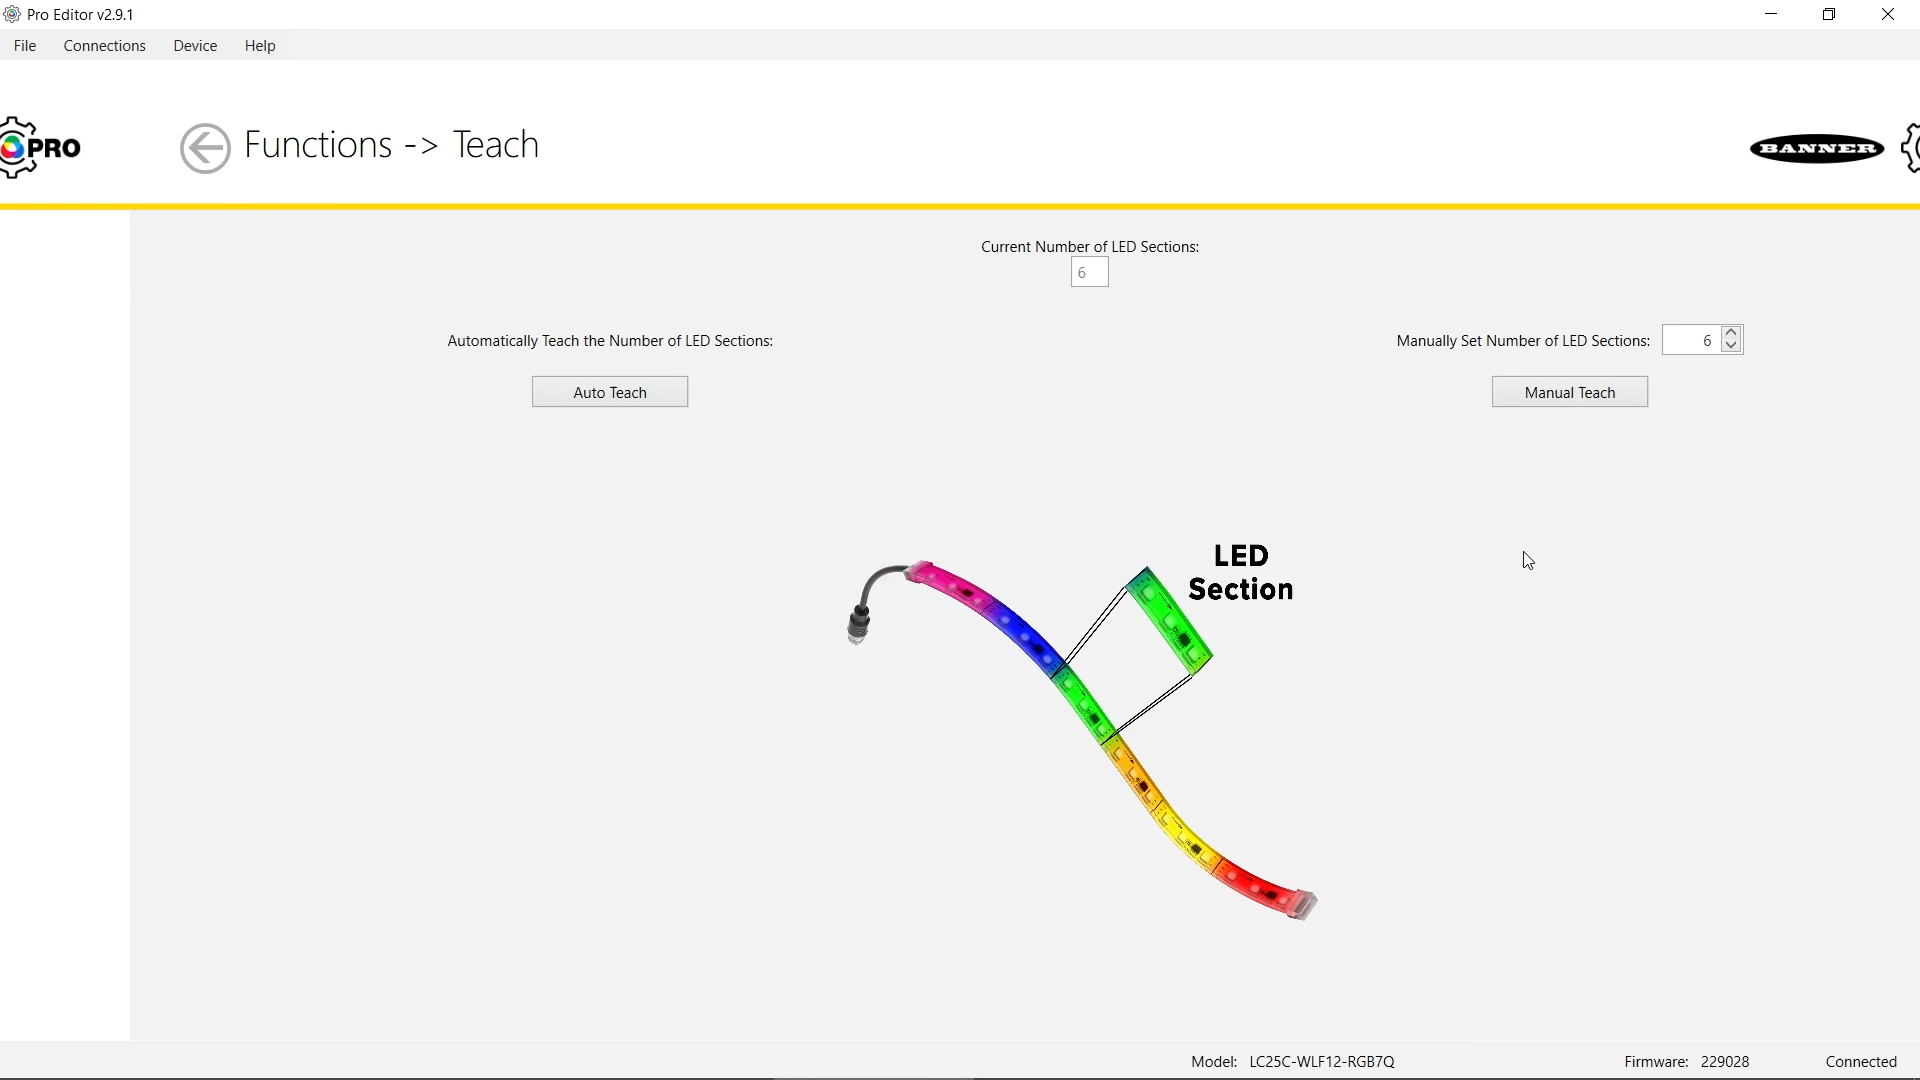 Pro Editor v2.9.1
File Connections Device Help
PRO
Functions -> Teach
BANNER
Current Number of LED Sections:
6
Automatically Teach the Number of LED Sections:
Manually Set Number of LED Sections: 6
Auto Teach
Manual Teach
LED
Section
Model: LC25C-WLF12-RGB7Q
Firmware: 229028
Connected